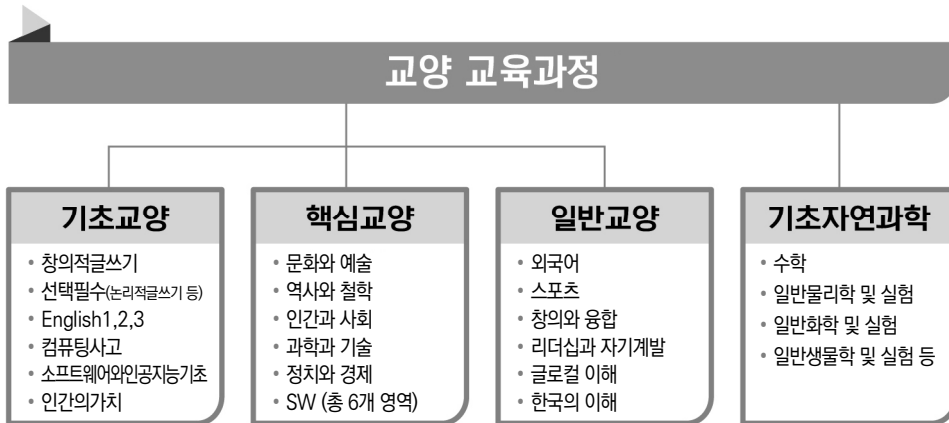 교양 교육과정
기초교양
• 창의적글쓰기
• 선택필수(논리적글쓰기 등)
• English1,2,3
• 컴퓨팅사고
• 소프트웨어와인공지능기초
• 인간의가치
핵심교양
• 문화와 예술
• 역사와 철학
• 인간과 사회
• 과학과 기술
• 정치와 경제
• SW (총 6개 영역)
일반교양
• 외국어
• 스포츠
• 창의와 융합
• 리더십과 자기계발
• 글로컬 이해
• 한국의 이해
기초자연과학
• 수학
• 일반물리학 및 실험
• 일반화학 및 실험
• 일반생물학 및 실험 등